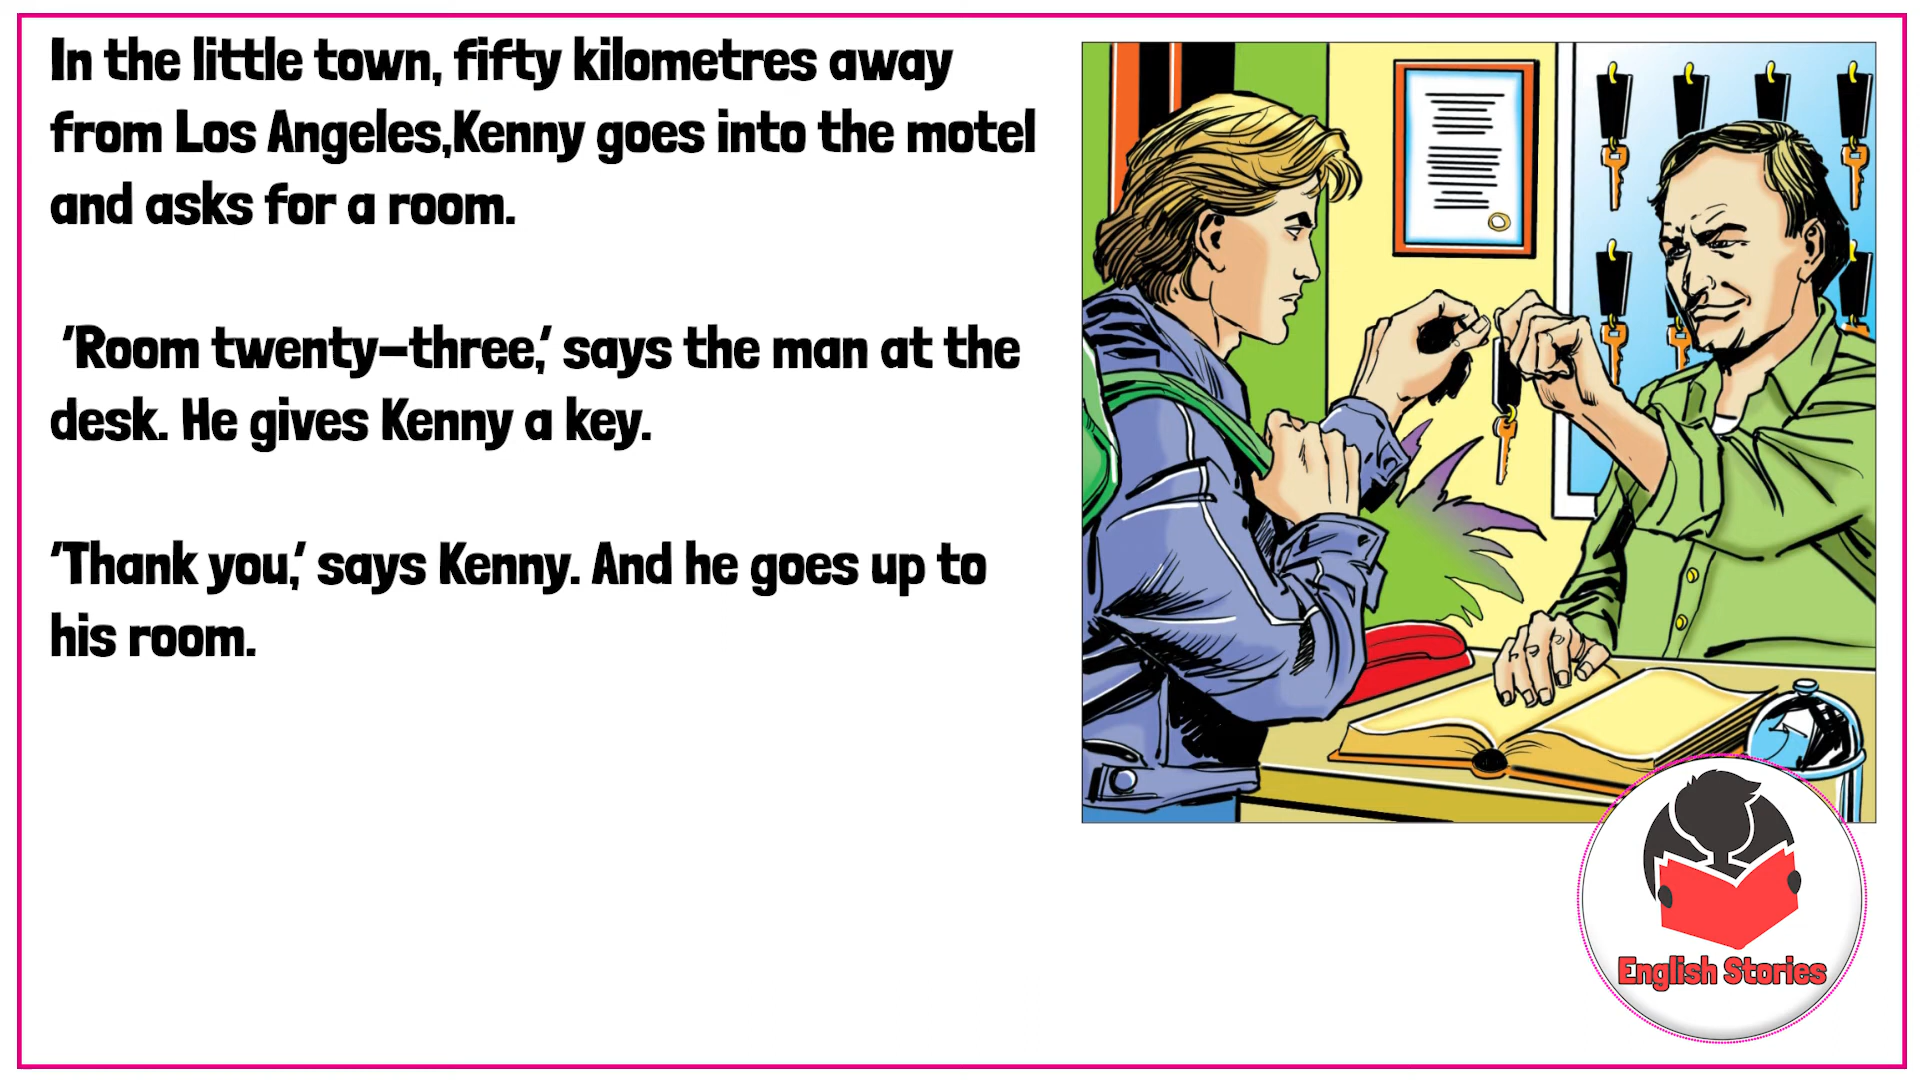 In the little town, fifty kilometres away
from Los Angeles,Kenny goes into the motel
and asks for a room.
'Room twenty-three,' says the man at the
desk. He gives Kenny a key.
'Thank you,' says Kenny. And he goes up to
his room.
English Stories